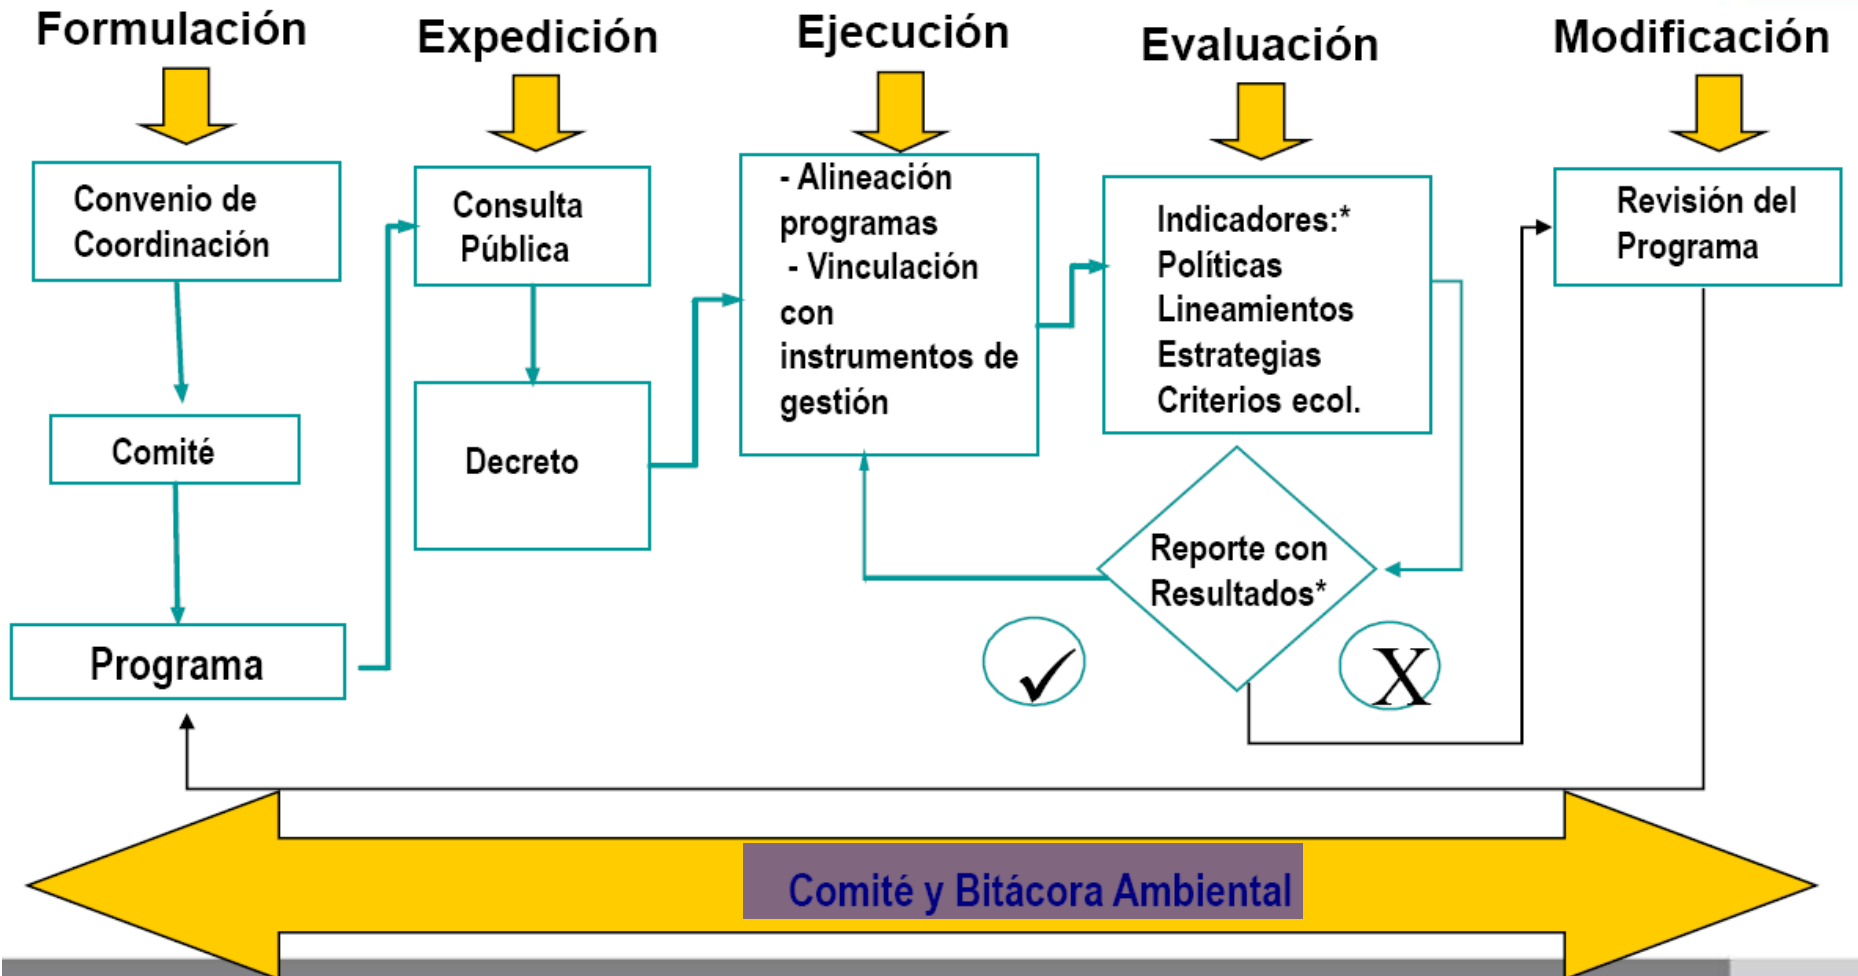 Formulación
Expedición
Ejecución
Evaluación
Modificación
Convenio de
Coordinación
Comité
Programa
Consulta
Pública
Decreto
- Alineación
programas
- Vinculación
con
instrumentos de
gestión
Indicadores:*
Políticas
Lineamientos
Estrategias
Criterios ecol.
Reporte con
Resultados*
✓
X
Revisión del
Programa
Comité y Bitácora Ambiental